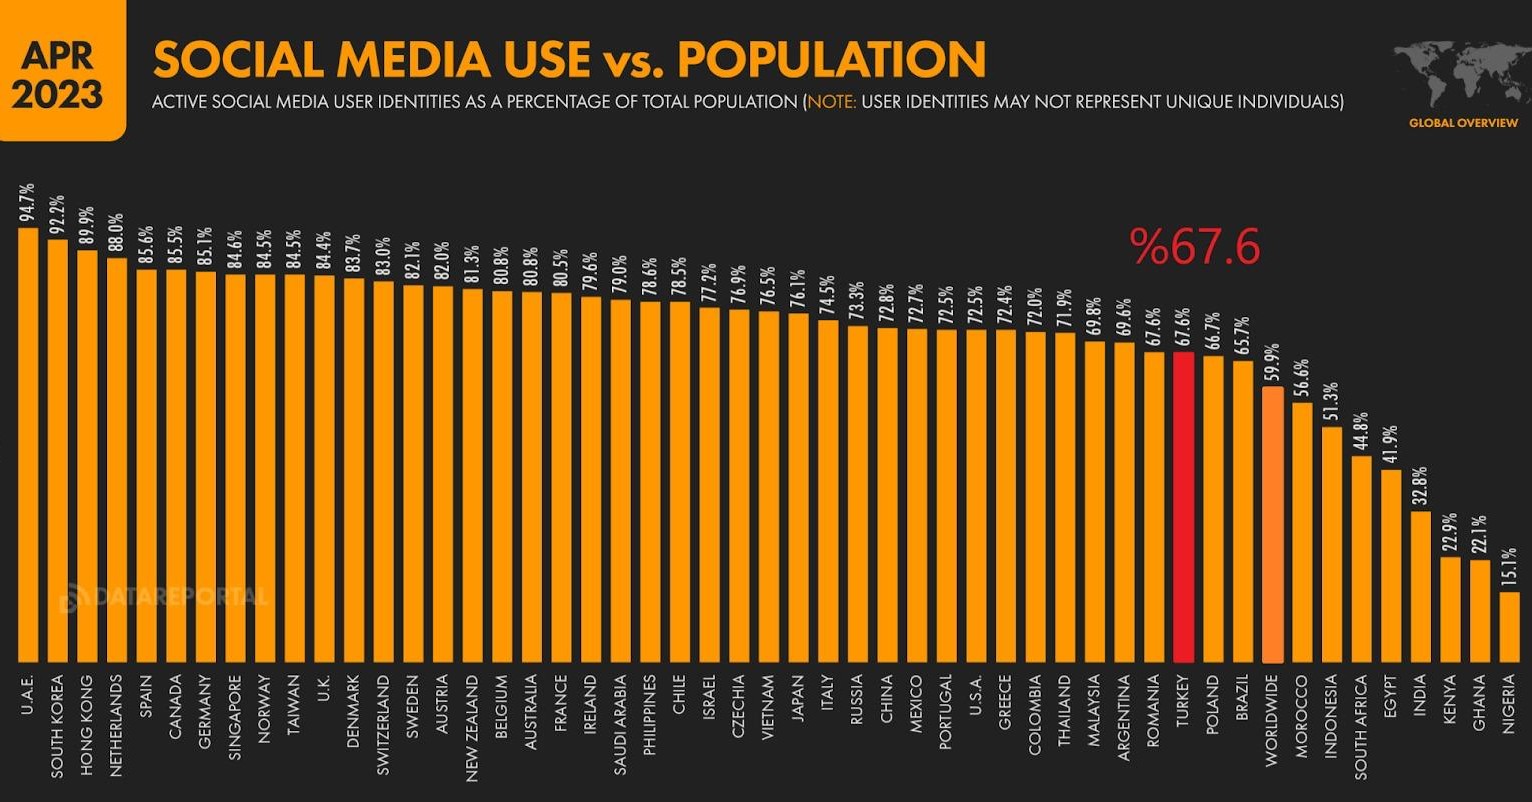 APR
2023
SOCIAL MEDIA USE vs. POPULATION
ACTIVE SOCIAL MEDIA USER IDENTITIES AS A PERCENTAGE OF TOTAL POPULATION (NOTE: USER IDENTITIES MAY NOT REPRESENT UNIQUE INDIVIDUALS)
GLOBAL OVERVIEW
%67.6
94.7%
92.2%
89.9%
88.0%
85.6%
85.5%
85.1%
84.6%
84.5%
84.5%
84.4%
83.7%
83.0%
82.1%
82.0%
81.3%
80.8%
80.8%
80.5%
79.6%
79.0%
78.6%
78.5%
77.2%
76.9%
76.5%
76.1%
74.5%
73.3%
72.8%
72.7%
72.5%
72.5%
72.4%
72.0%
71.9%
69.8%
69.6%
67.6%
67.6%
66.7%
65.7%
59.9%
56.6%
51.3%
44.8%
41.9%
32.8%
22.9%
22.1%
15.1%
DATAREPORTAL
U.A.E.
SOUTH KOREA
HONG KONG
NETHERLANDS
SPAIN
CANADA
GERMANY
SINGAPORE
NORWAY
TAIWAN
U.K.
DENMARK
SWITZERLAND
SWEDEN
AUSTRIA
NEW ZEALAND
BELGIUM
AUSTRALIA
FRANCE
IRELAND
SAUDI ARABIA
PHILIPPINES
CHILE
ISRAEL
CZECHIA
VIETNAM
JAPAN
ITALY
RUSSIA
CHINA
MEXICO
PORTUGAL
U.S.A.
GREECE
COLOMBIA
THAILAND
MALAYSIA
ARGENTINA
ROMANIA
TURKEY
POLAND
BRAZIL
WORLDWIDE
MOROCCO
INDONESIA
SOUTH AFRICA
EGYPT
INDIA
KENYA
GHANA
NIGERIA